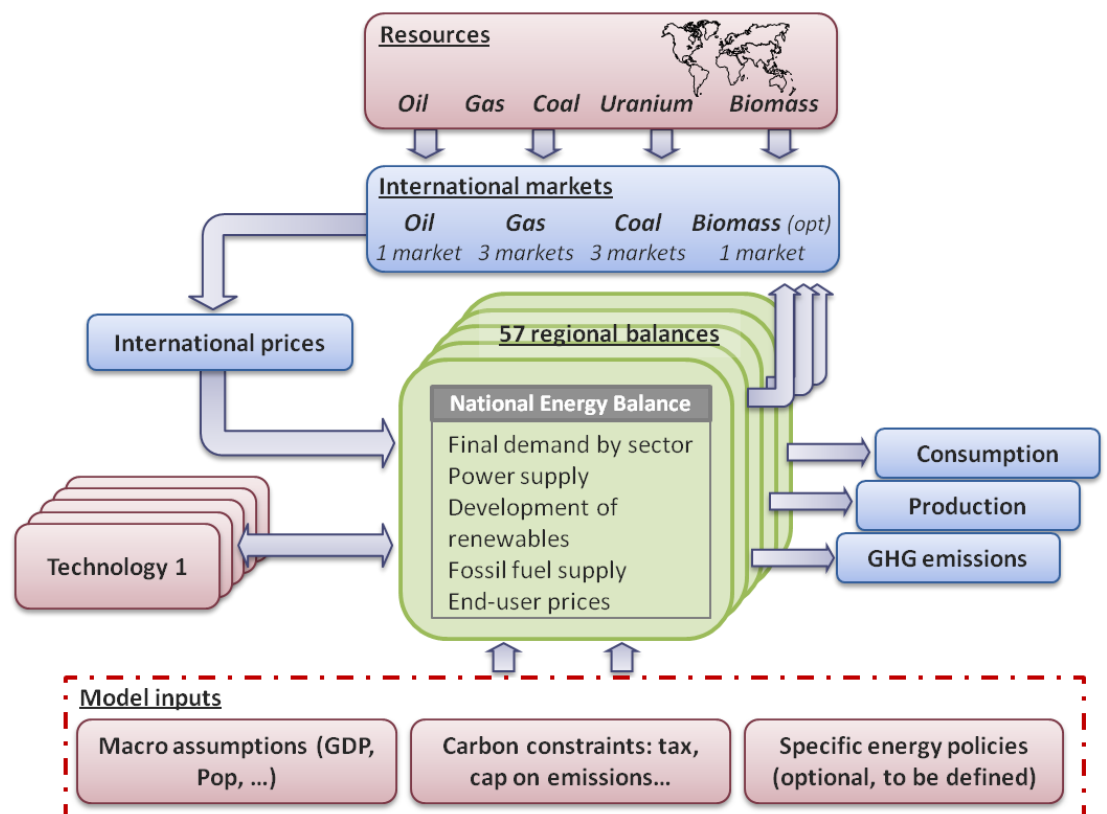 Resources
Oil Gas Coal Uranium Biomass
International markets
Oil Gas Coal Biomass (opt)
1 market 3 markets 3 markets 1 market
International prices
57 regional balances
National Energy Balance
Final demand by sector
Power supply
Development of
renewables
Fossil fuel supply
End-user prices
Consumption
Production
GHG emissions
Technology 1
Model inputs
Macro assumptions (GDP,
Pop, ...)
Carbon constraints: tax,
cap on emissions...
Specific energy policies
(optional, to be defined)